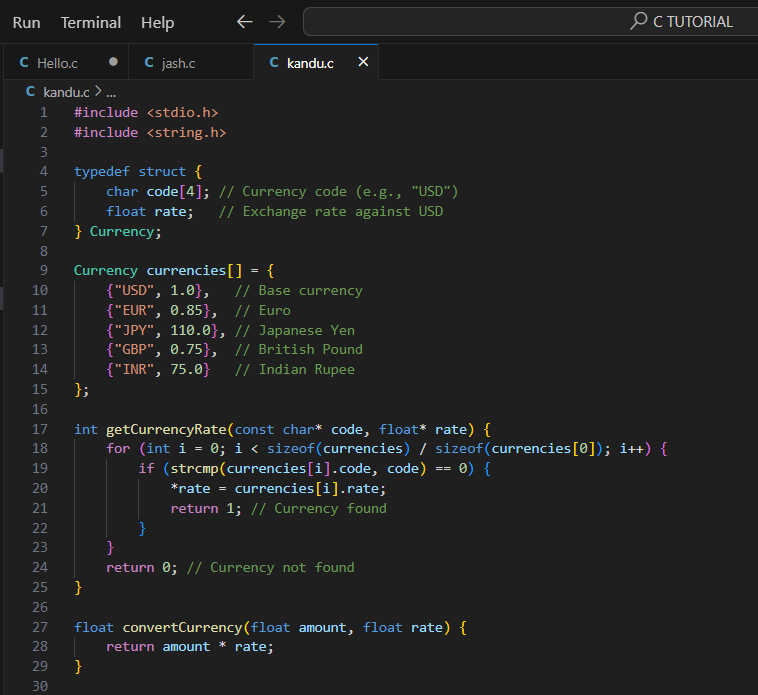 Run Terminal Help ← → C TUTORIAL
C Hello.c ● C jash.c C kandu.c ×
C kandu.c > ...
1 #include <stdio.h>
2 #include <string.h>
3
4 typedef struct {
5     char code[4]; // Currency code (e.g., "USD")
6     float rate;   // Exchange rate against USD
7 } Currency;
8
9 Currency currencies[] = {
10     {"USD", 1.0},   // Base currency
11     {"EUR", 0.85},  // Euro
12     {"JPY", 110.0}, // Japanese Yen
13     {"GBP", 0.75},  // British Pound
14     {"INR", 75.0}   // Indian Rupee
15 };
16
17 int getCurrencyRate(const char* code, float* rate) {
18     for (int i = 0; i < sizeof(currencies) / sizeof(currencies[0]); i++) {
19         if (strcmp(currencies[i].code, code) == 0) {
20             *rate = currencies[i].rate;
21             return 1; // Currency found
22         }
23     }
24     return 0; // Currency not found
25 }
26
27 float convertCurrency(float amount, float rate) {
28     return amount * rate;
29 }
30